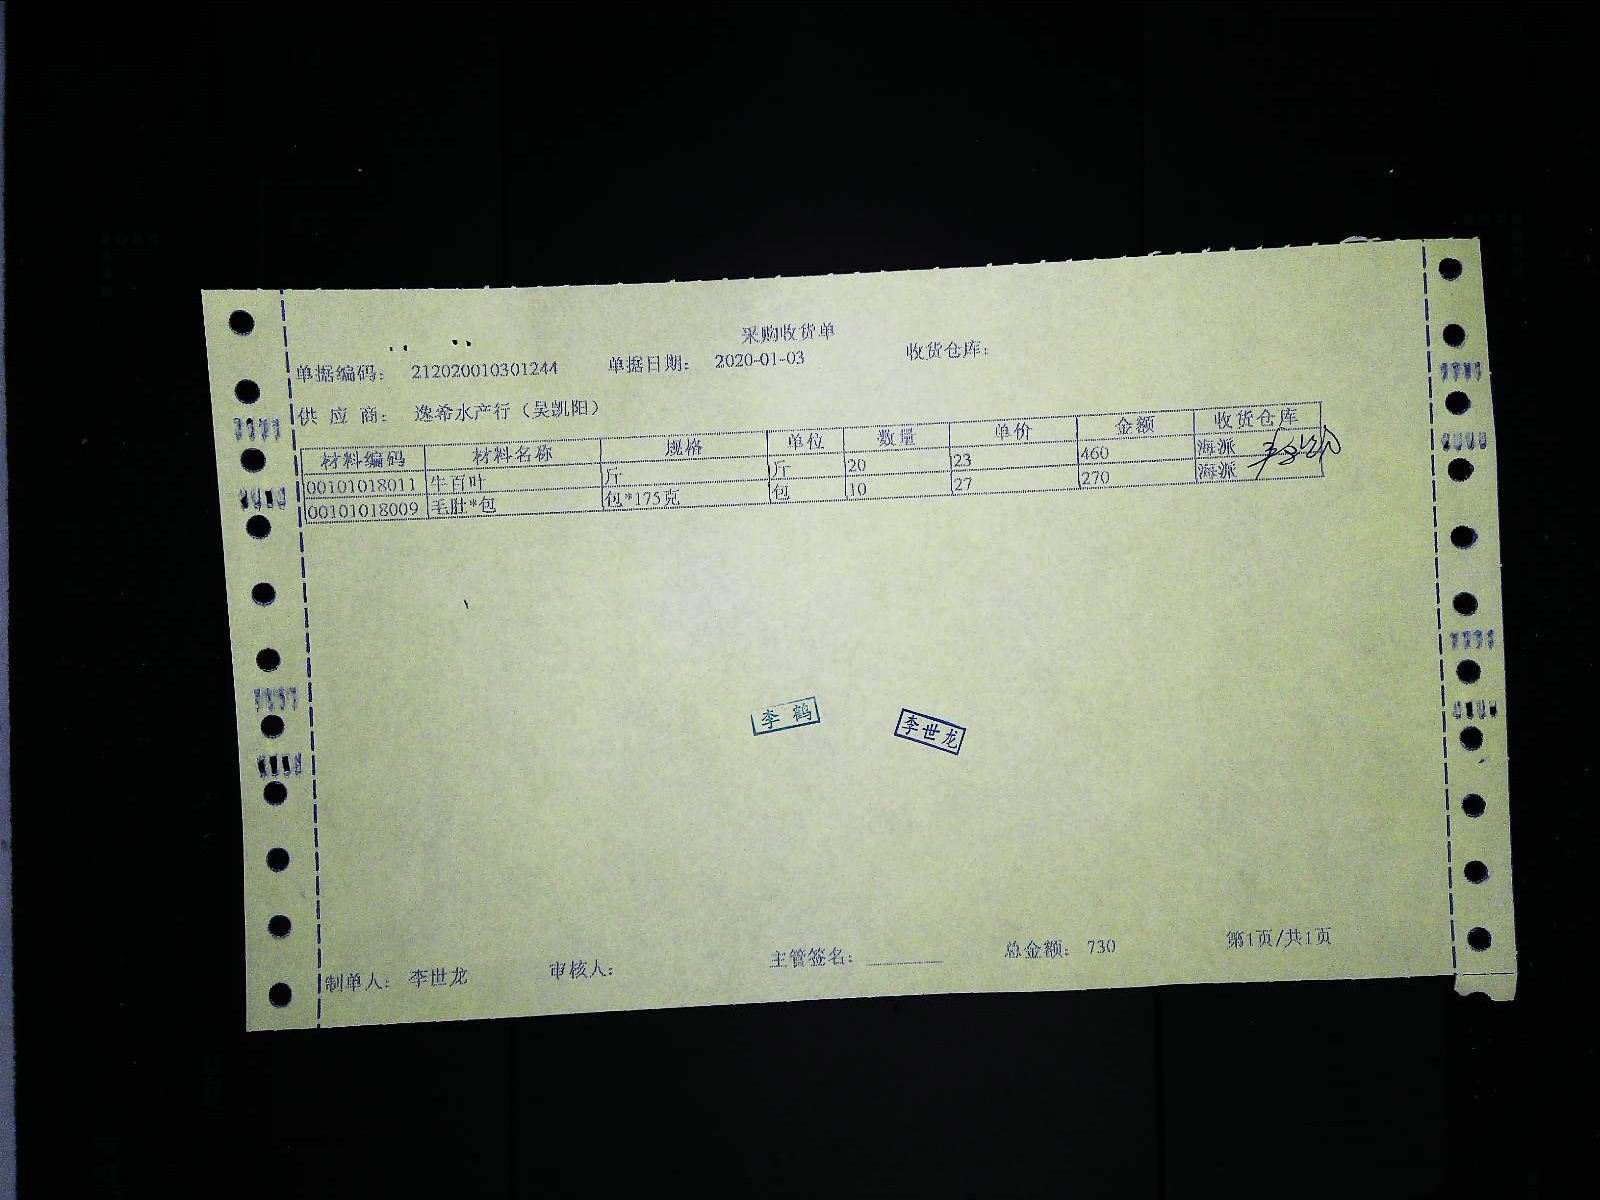 采购收货单
单据编码: 212020010301244 单据日期: 2020-01-03 收货仓库:
供 应 商: 逸希水产行（吴凯阳）
材料编码 材料名称 规格 单位 数量 单价 金额 收货仓库
00101018011 牛百叶 斤 斤 20 23 460 海派
00101018009 毛肚*包 包*175克 包 10 27 270 海派
李 鹤
李世龙
制单人: 李世龙 审核人: 主管签名: ________ 总金额: 730 第1页/共1页